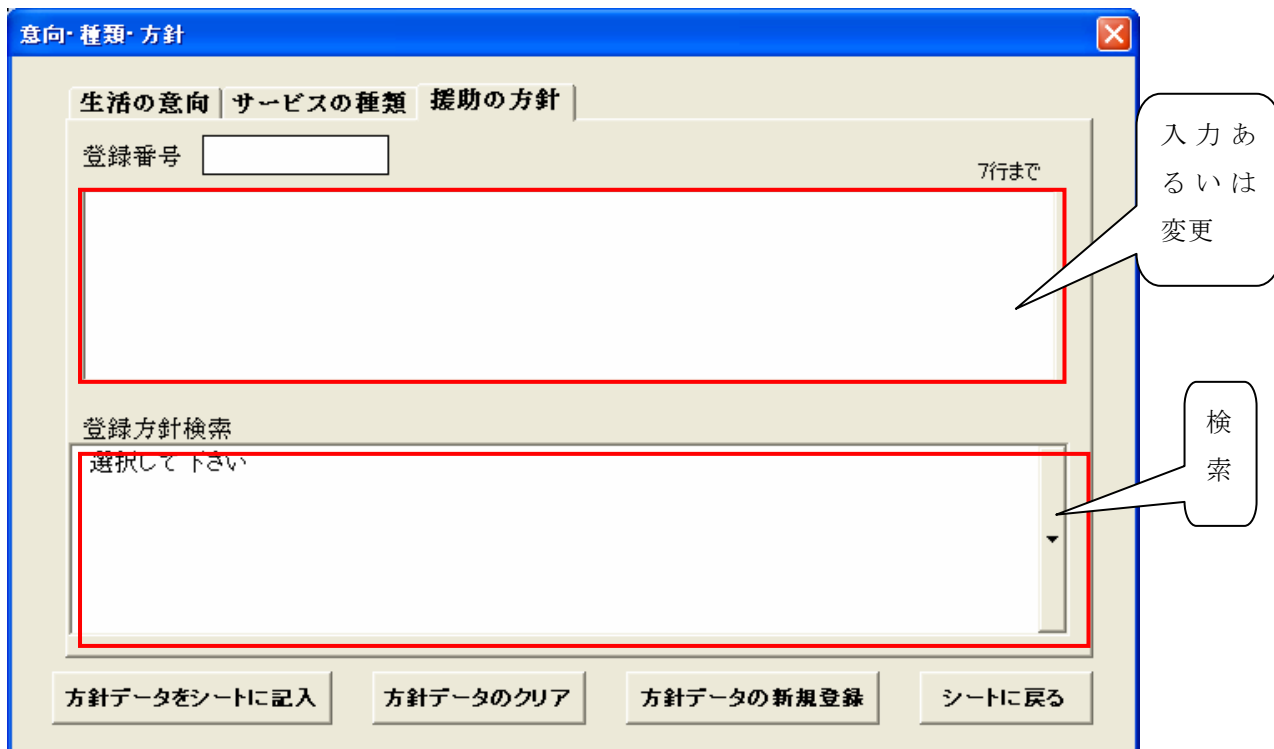 意向・種類・方針
生活の意向 サービスの種類 援助の方針
登録番号
7行まで
入力あ
るいは
変更
登録方針検索
選択して下さい
検
索
方針データをシートに記入 方針データのクリア 方針データの新規登録 シートに戻る